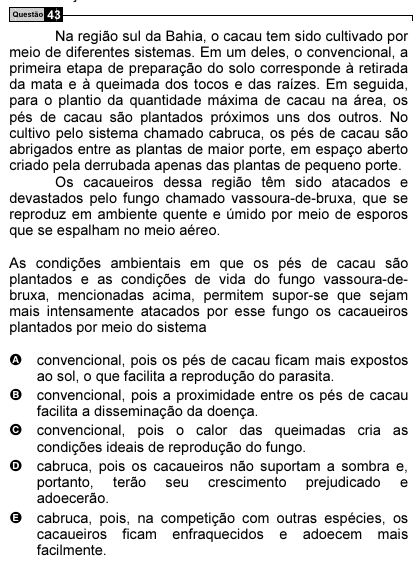 Questão 43
Na região sul da Bahia, o cacau tem sido cultivado por
meio de diferentes sistemas. Em um deles, o convencional, a
primeira etapa de preparação do solo corresponde à retirada
da mata e à queimada dos tocos e das raízes. Em seguida,
para o plantio da quantidade máxima de cacau na área, os
pés de cacau são plantados próximos uns dos outros. No
cultivo pelo sistema chamado cabruca, os pés de cacau são
abrigados entre as plantas de maior porte, em espaço aberto
criado pela derrubada apenas das plantas de pequeno porte.
Os cacaueiros dessa região têm sido atacados e
devastados pelo fungo chamado vassoura-de-bruxa, que se
reproduz em ambiente quente e úmido por meio de esporos
que se espalham no meio aéreo.
As condições ambientais em que os pés de cacau são
plantados e as condições de vida do fungo vassoura-de-
bruxa, mencionadas acima, permitem supor-se que sejam
mais intensamente atacados por esse fungo os cacaueiros
plantados por meio do sistema
A convencional, pois os pés de cacau ficam mais expostos
ao sol, o que facilita a reprodução do parasita.
B convencional, pois a proximidade entre os pés de cacau
facilita a disseminação da doença.
C convencional, pois o calor das queimadas cria as
condições ideais de reprodução do fungo.
D cabruca, pois os cacaueiros não suportam a sombra e,
portanto, terão seu crescimento prejudicado e
adoecerão.
E cabruca, pois, na competição com outras espécies, os
cacaueiros ficam enfraquecidos e adoecem mais
facilmente.